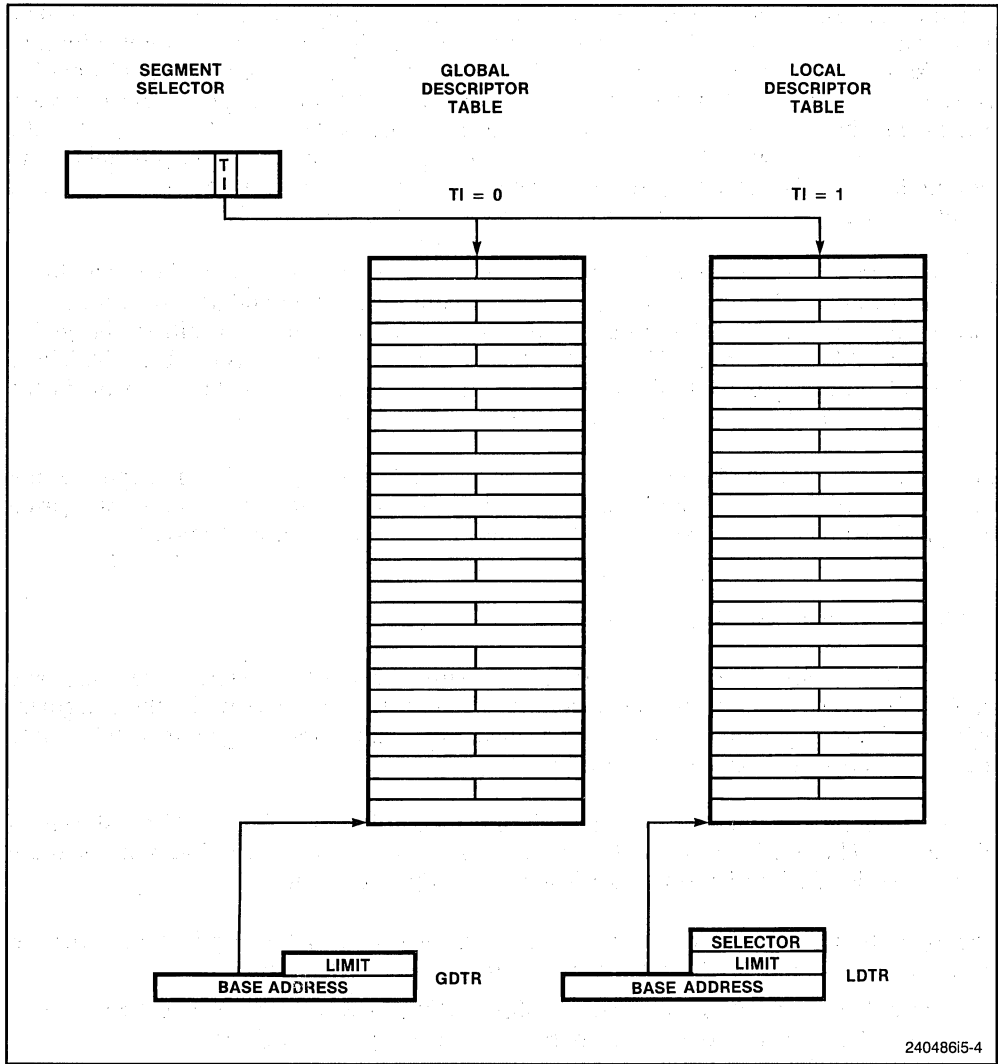 SEGMENT
SELECTOR
GLOBAL
DESCRIPTOR
TABLE
LOCAL
DESCRIPTOR
TABLE
T
I
TI = 0
TI = 1
LIMIT
BASE ADDRESS
GDTR
SELECTOR
LIMIT
BASE ADDRESS
LDTR
240486i5-4